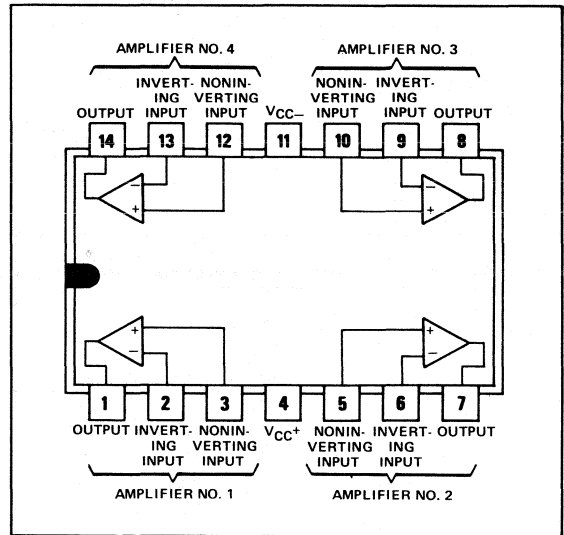 AMPLIFIER NO. 4 AMPLIFIER NO. 3
INVERT-ING INPUT NONIN-VERTING INPUT NONIN-VERTING INPUT INVERT-ING INPUT
OUTPUT VCC− OUTPUT
14 13 12 11 10 9 8
− −
+ +
+ +
− −
1 2 3 4 5 6 7
OUTPUT INVERT- NONIN- VCC+ NONIN- INVERT- OUTPUT
ING VERTING VERTING ING
INPUT INPUT INPUT INPUT
AMPLIFIER NO. 1 AMPLIFIER NO. 2